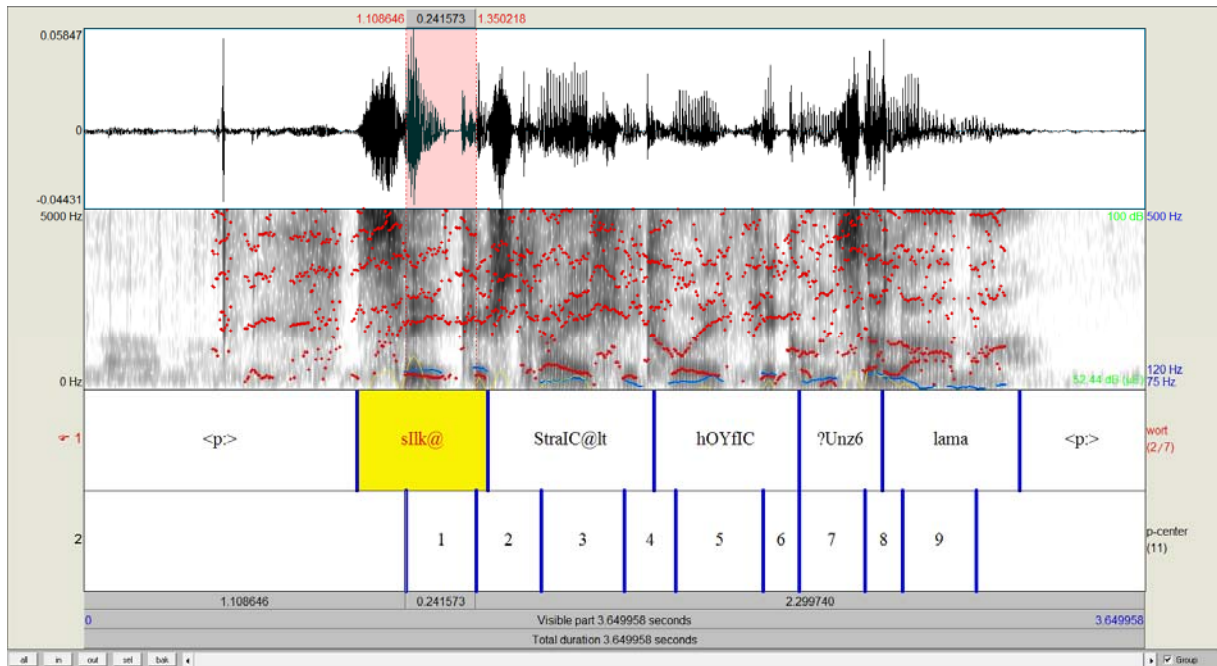 1.108646 0.241573 1.350218
0.05847
0
-0.04431
5000 Hz 100 dB 500 Hz
120 Hz
0 Hz 52.44 dB (µE) 75 Hz
1 <p:> sIlk@ StraIC@lt hOYfIC ?Unz6 lama <p:> wort
(2/7)
2 1 2 3 4 5 6 7 8 9 p-center
(11)
1.108646 0.241573 2.299740
0 Visible part 3.649958 seconds 3.649958
Total duration 3.649958 seconds
all in out sel bak Group